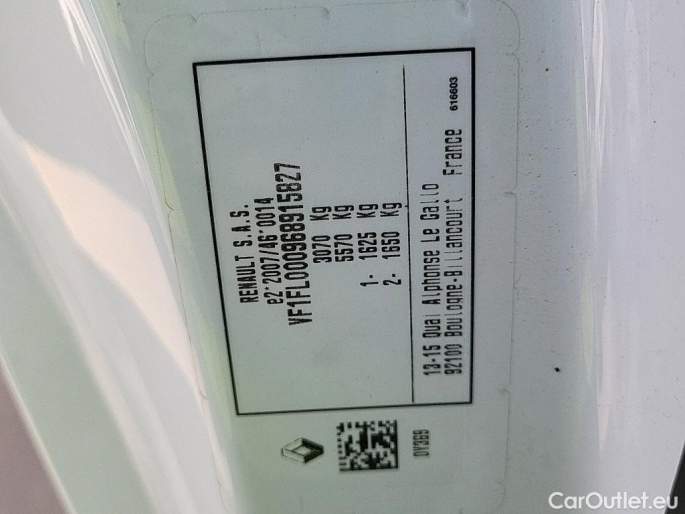 RENAULT S.A.S.
e2*2007/46*0014
VF1FL000968915827
3070 Kg
5570 Kg
1- 1625 Kg
2- 1650 Kg
13-15 Quai Alphonse Le Gallo
92100 Boulogne-Billancourt France
616603
DY369
CarOutlet.eu